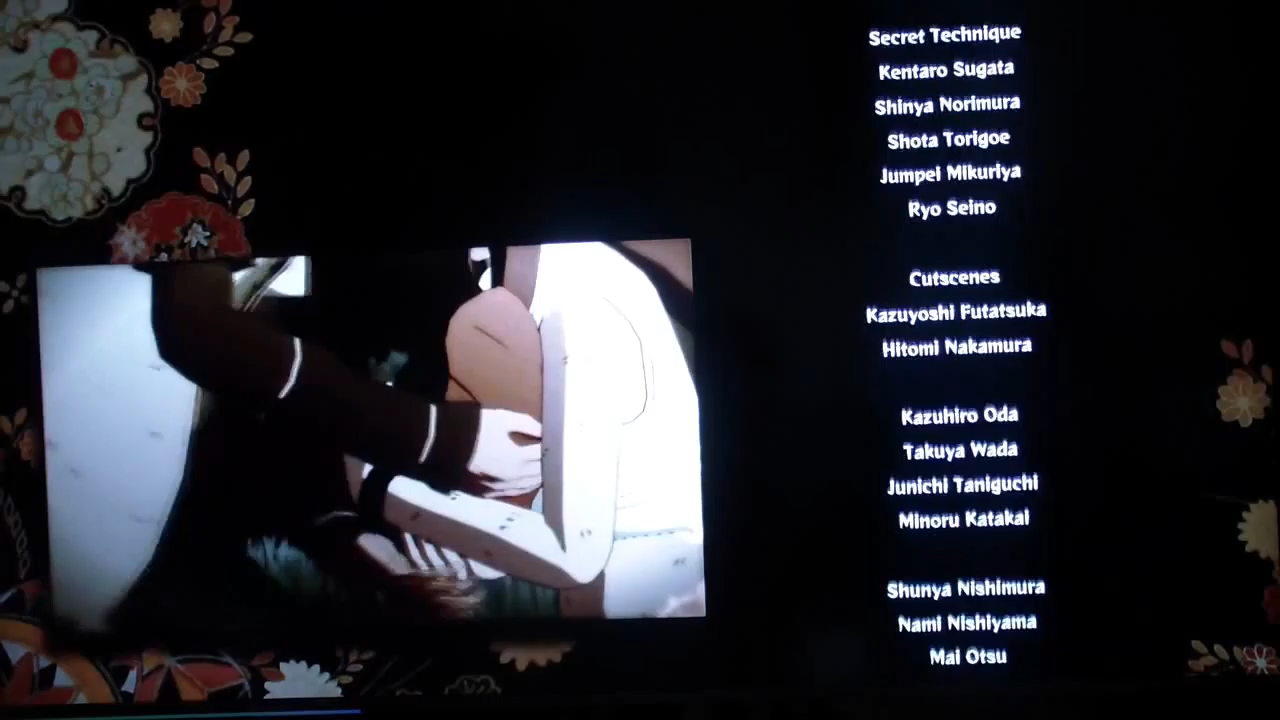 Secret Technique
Kentaro Sugata
Shinya Norimura
Shota Torigoe
Jumpei Mikuriya
Ryo Seino
Cutscenes
Kazuyoshi Futatsuka
Hitomi Nakamura
Kazuhiro Oda
Takuya Wada
Junichi Taniguchi
Minoru Katakai
Shunya Nishimura
Nami Nishiyama
Mai Otsu